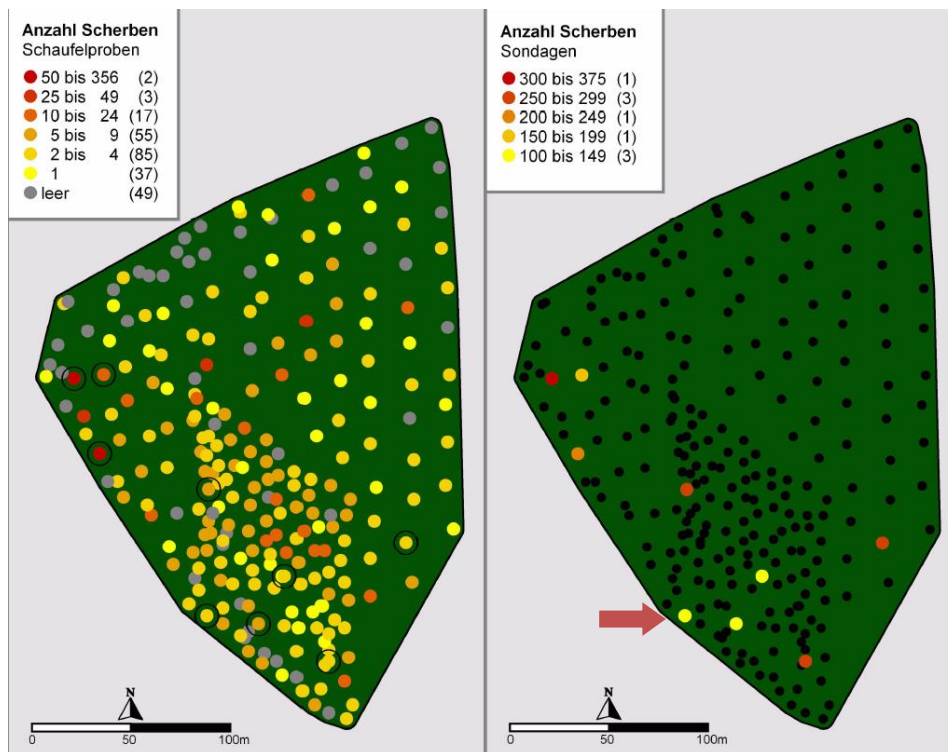 Anzahl Scherben
Schaufelproben
50 bis 356 (2)
25 bis 49 (3)
10 bis 24 (17)
5 bis 9 (55)
2 bis 4 (85)
1 (37)
leer (49)
N
0 50 100m
Anzahl Scherben
Sondagen
300 bis 375 (1)
250 bis 299 (3)
200 bis 249 (1)
150 bis 199 (1)
100 bis 149 (3)
N
0 50 100m